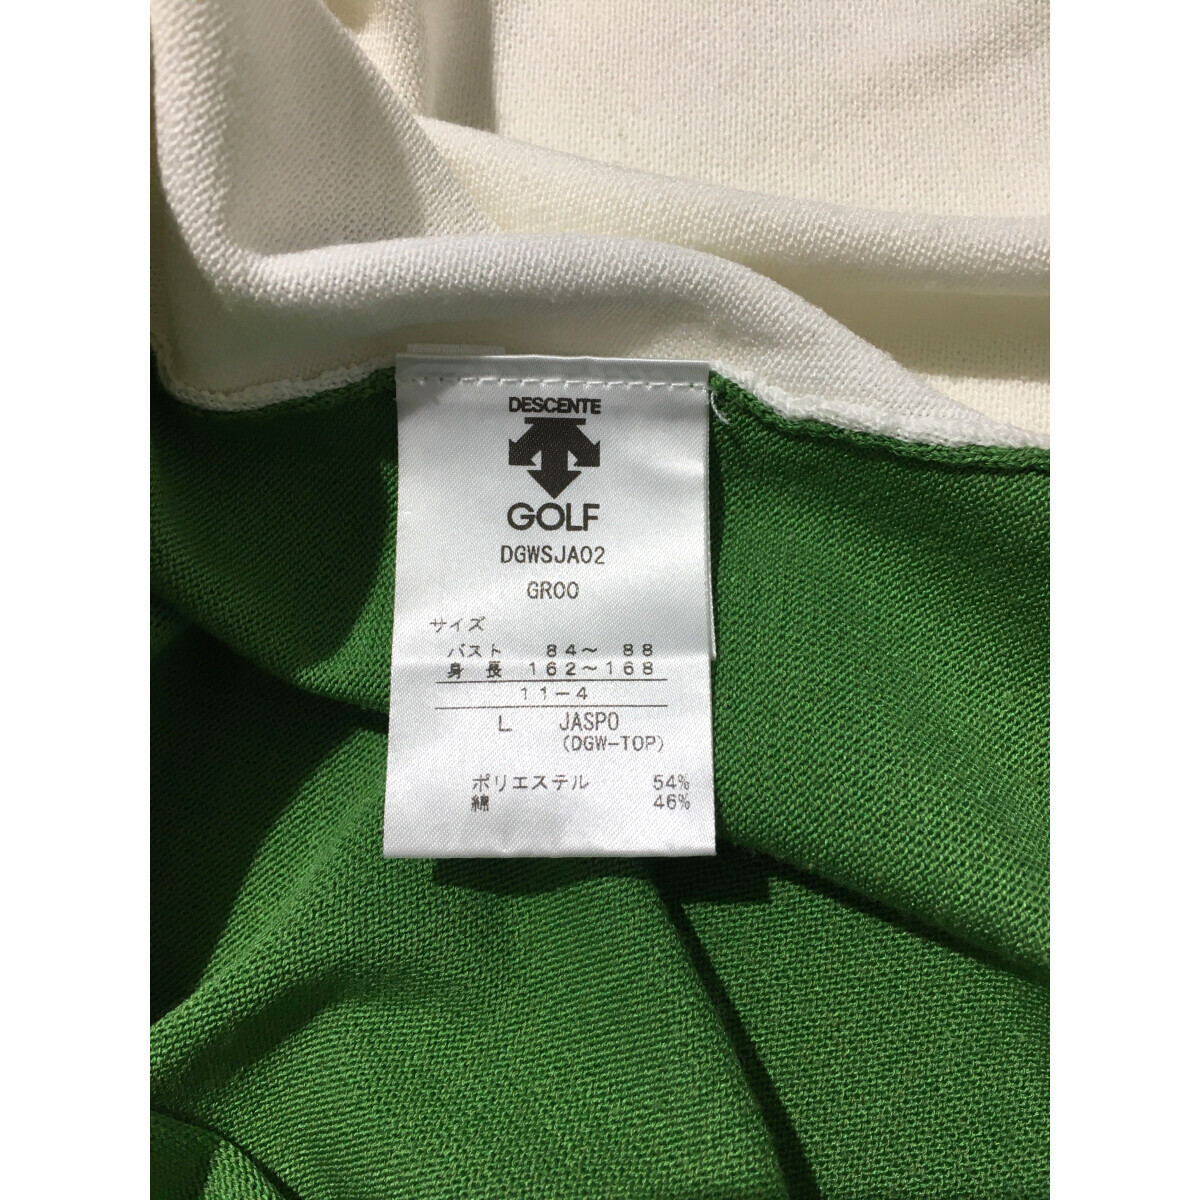 DESCENTE
GOLF
DGWSJA02
GR00
サイズ
バスト 84〜 88
身 長 162〜168
11-4
L JASPO
(DGW-TOP)
ポリエステル 54%
綿 46%